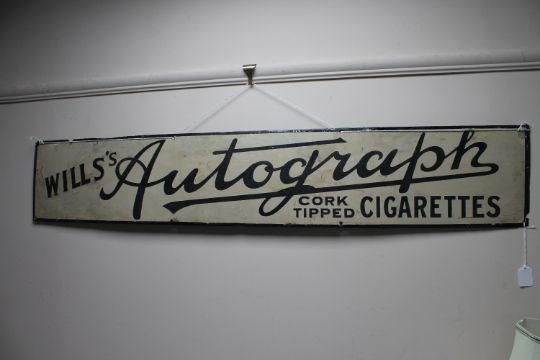 WILLS'S Autograph
CORK TIPPED CIGARETTES